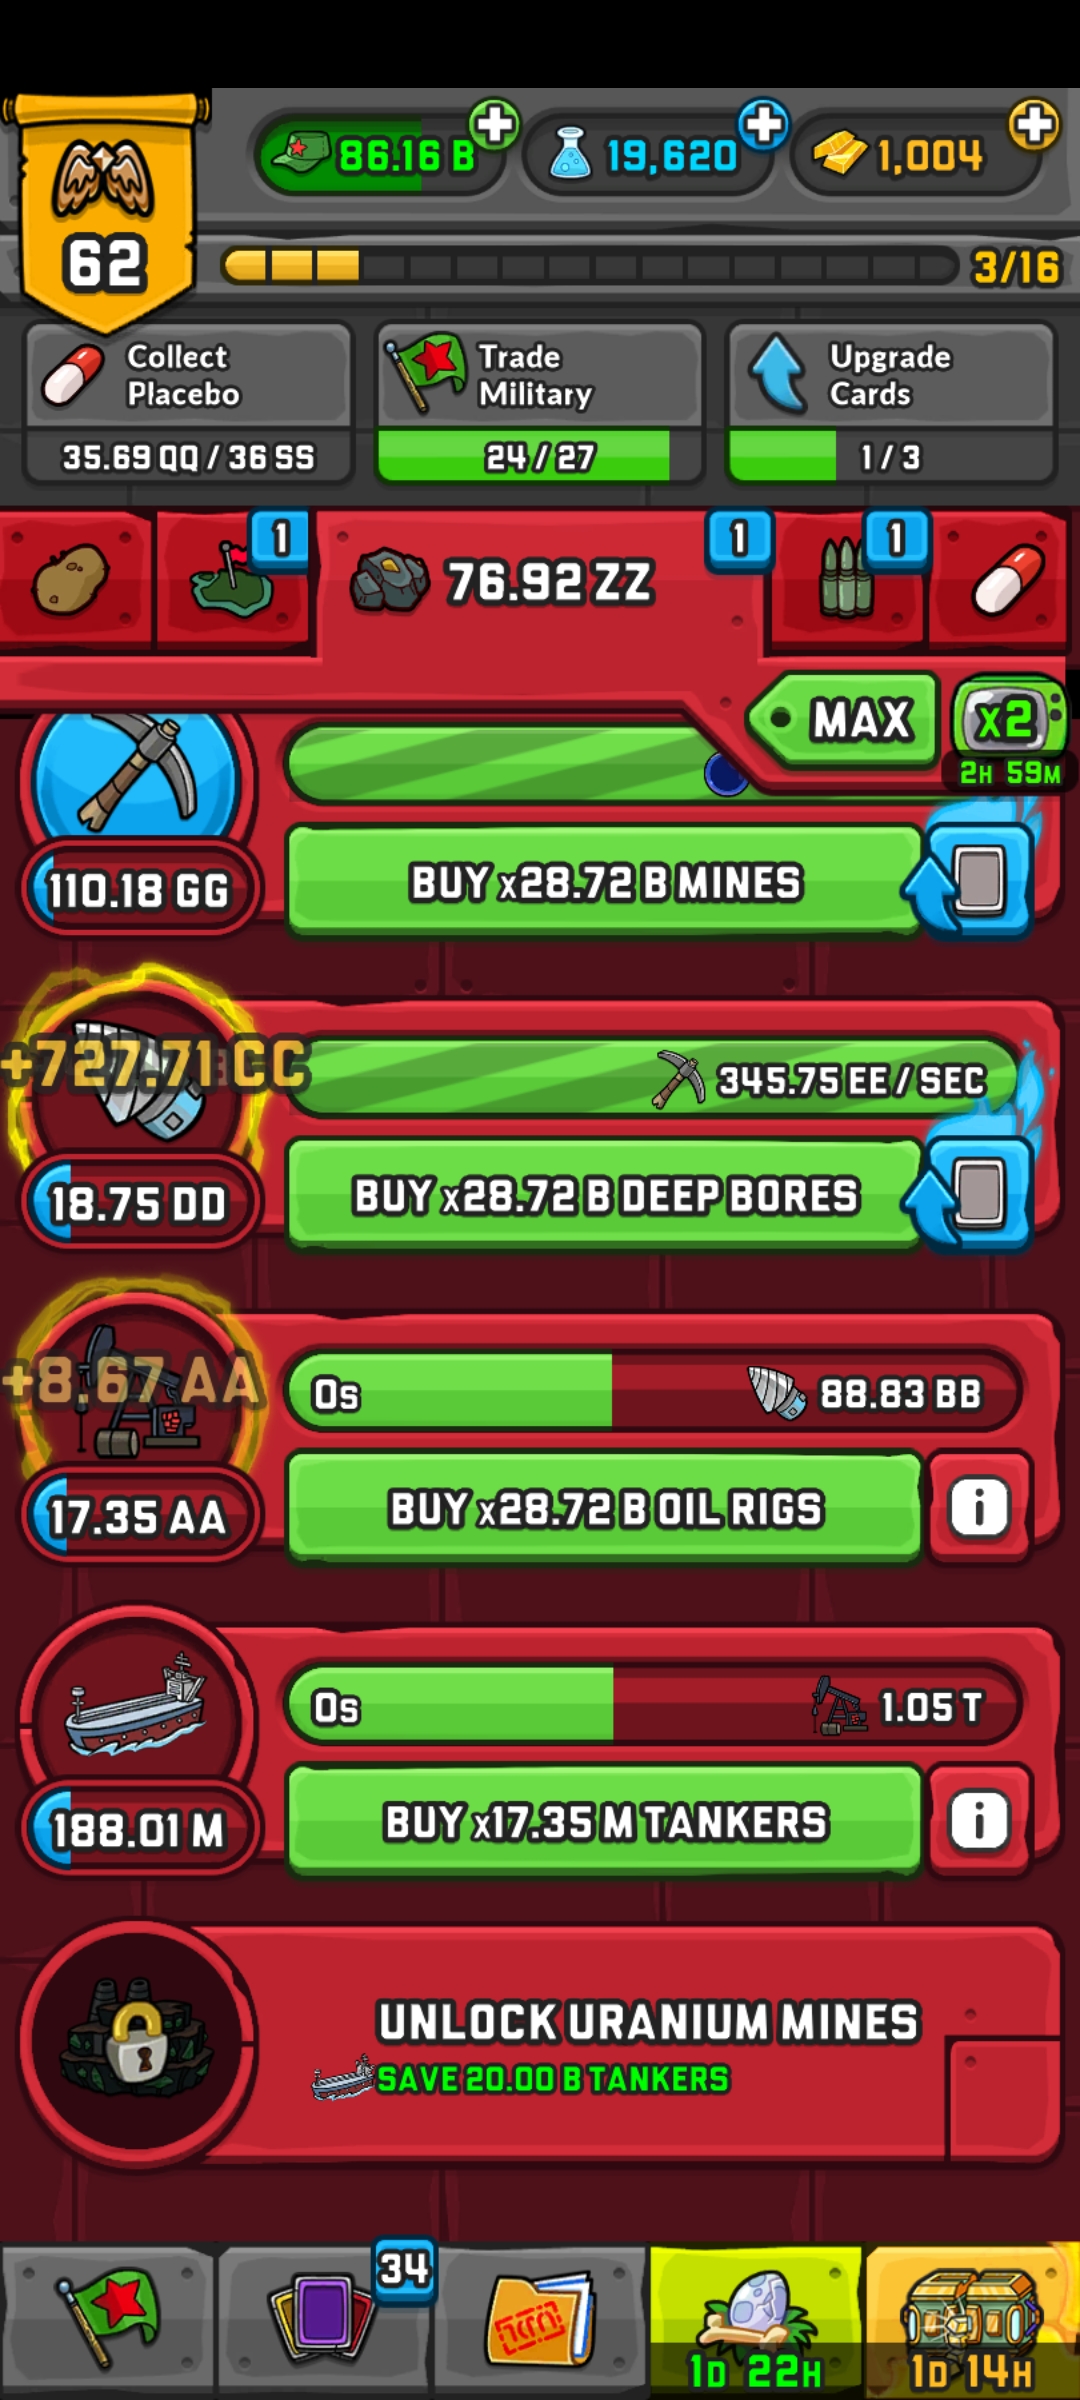 86.16 B
19,620
1,004
62
3/16
Collect
Placebo
35.69 QQ / 36 SS
Trade
Military
24 / 27
Upgrade
Cards
1 / 3
1
76.92 ZZ
1
1
MAX
x2
2H 59M
110.18 GG
BUY x28.72 B MINES
+727.71 CC
345.75 EE / SEC
18.75 DD
BUY x28.72 B DEEP BORES
+8.67 AA
0s
88.83 BB
17.35 AA
BUY x28.72 B OIL RIGS
i
0s
1.05 T
188.01 M
BUY x17.35 M TANKERS
i
UNLOCK URANIUM MINES
SAVE 20.00 B TANKERS
34
1D 22H
1D 14H